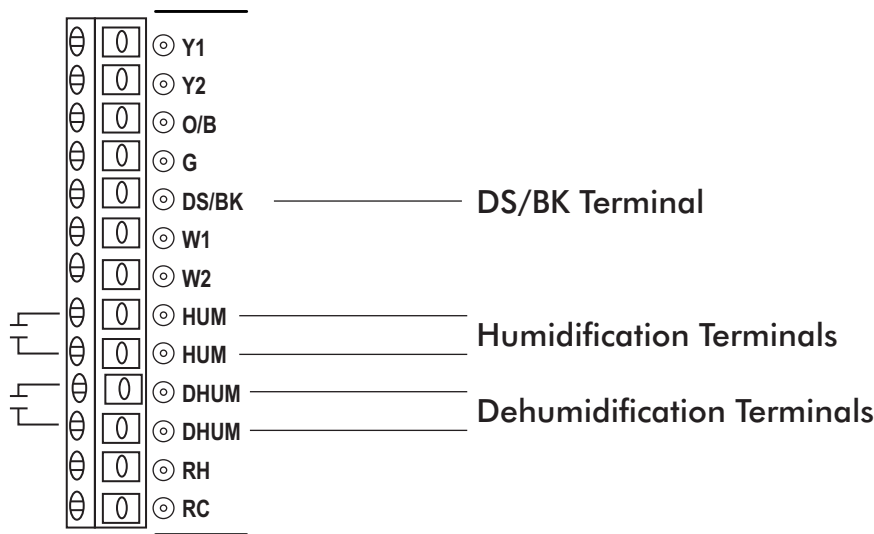 Y1
Y2
O/B
G
DS/BK
DS/BK Terminal
W1
W2
HUM
Humidification Terminals
HUM
DHUM
Dehumidification Terminals
DHUM
RH
RC